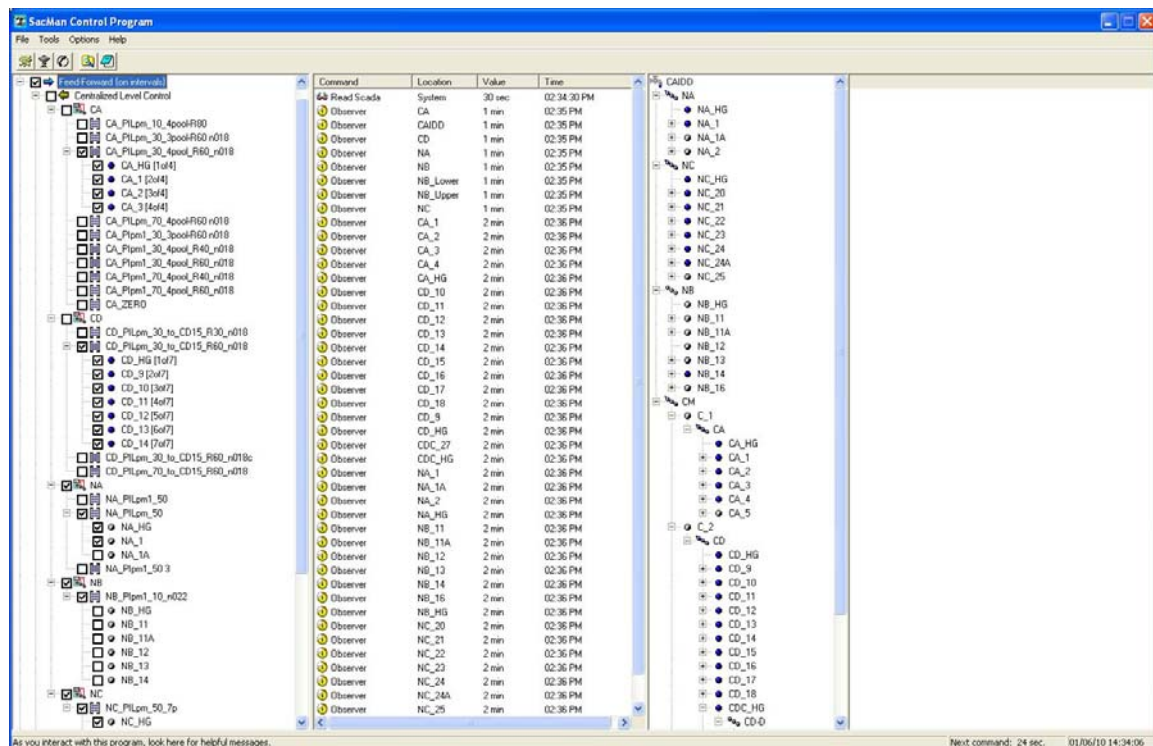 SacMan Control Program
File Tools Options Help
Feed-Forward (on intervals)
Centralized Level Control
CA
CA_PILpm_10_4pool-R80
CA_PILpm_30_3pool-R60 n018
CA_PILpm_30_4pool_R60_n018
CA_HG [1of4]
CA_1 [2of4]
CA_2 [3of4]
CA_3 [4of4]
CA_PILpm_70_4pool-R60 n018
CA_PIpm1_30_3pool-R60 n018
CA_PIpm1_30_4pool_R40_n018
CA_PIpm1_30_4pool_R60_n018
CA_PIpm1_70_4pool_R40_n018
CA_PIpm1_70_4pool_R60_n018
CA_ZERO
CD
CD_PILpm_30_to_CD15_R30_n018
CD_PILpm_30_to_CD15_R60_n018
CD_HG [1of7]
CD_9 [2of7]
CD_10 [3of7]
CD_11 [4of7]
CD_12 [5of7]
CD_13 [6of7]
CD_14 [7of7]
CD_PILpm_30_to_CD15_R60_n018c
CD_PILpm_70_to_CD15_R60_n018
NA
NA_PILpm1_50
NA_PILpm_50
NA_HG
NA_1
NA_1A
NA_PIpm1_50 3
NB
NB_PIpm1_10_n022
NB_HG
NB_11
NB_11A
NB_12
NB_13
NB_14
NC
NC_PILpm_50_7p
NC_HG
Command Location Value Time
Read Scada System 30 sec 02:34:30 PM
Observer CA 1 min 02:35 PM
Observer CAIDD 1 min 02:35 PM
Observer CD 1 min 02:35 PM
Observer NA 1 min 02:35 PM
Observer NB 1 min 02:35 PM
Observer NB_Lower 1 min 02:35 PM
Observer NB_Upper 1 min 02:35 PM
Observer NC 1 min 02:35 PM
Observer CA_1 2 min 02:36 PM
Observer CA_2 2 min 02:36 PM
Observer CA_3 2 min 02:36 PM
Observer CA_4 2 min 02:36 PM
Observer CA_HG 2 min 02:36 PM
Observer CD_10 2 min 02:36 PM
Observer CD_11 2 min 02:36 PM
Observer CD_12 2 min 02:36 PM
Observer CD_13 2 min 02:36 PM
Observer CD_14 2 min 02:36 PM
Observer CD_15 2 min 02:36 PM
Observer CD_16 2 min 02:36 PM
Observer CD_17 2 min 02:36 PM
Observer CD_18 2 min 02:36 PM
Observer CD_9 2 min 02:36 PM
Observer CD_HG 2 min 02:36 PM
Observer CDC_27 2 min 02:36 PM
Observer CDC_HG 2 min 02:36 PM
Observer NA_1 2 min 02:36 PM
Observer NA_1A 2 min 02:36 PM
Observer NA_2 2 min 02:36 PM
Observer NA_HG 2 min 02:36 PM
Observer NB_11 2 min 02:36 PM
Observer NB_11A 2 min 02:36 PM
Observer NB_12 2 min 02:36 PM
Observer NB_13 2 min 02:36 PM
Observer NB_14 2 min 02:36 PM
Observer NB_16 2 min 02:36 PM
Observer NB_HG 2 min 02:36 PM
Observer NC_20 2 min 02:36 PM
Observer NC_21 2 min 02:36 PM
Observer NC_22 2 min 02:36 PM
Observer NC_23 2 min 02:36 PM
Observer NC_24 2 min 02:36 PM
Observer NC_24A 2 min 02:36 PM
Observer NC_25 2 min 02:36 PM
CAIDD
NA
NA_HG
NA_1
NA_1A
NA_2
NC
NC_HG
NC_20
NC_21
NC_22
NC_23
NC_24
NC_24A
NC_25
NB
NB_HG
NB_11
NB_11A
NB_12
NB_13
NB_14
NB_16
CM
C_1
CA
CA_HG
CA_1
CA_2
CA_3
CA_4
CA_5
C_2
CD
CD_HG
CD_9
CD_10
CD_11
CD_12
CD_13
CD_14
CD_15
CD_16
CD_17
CD_18
CDC_HG
CD-D
As you interact with this program, look here for helpful messages.
Next command: 24 sec. 01/06/10 14:34:06